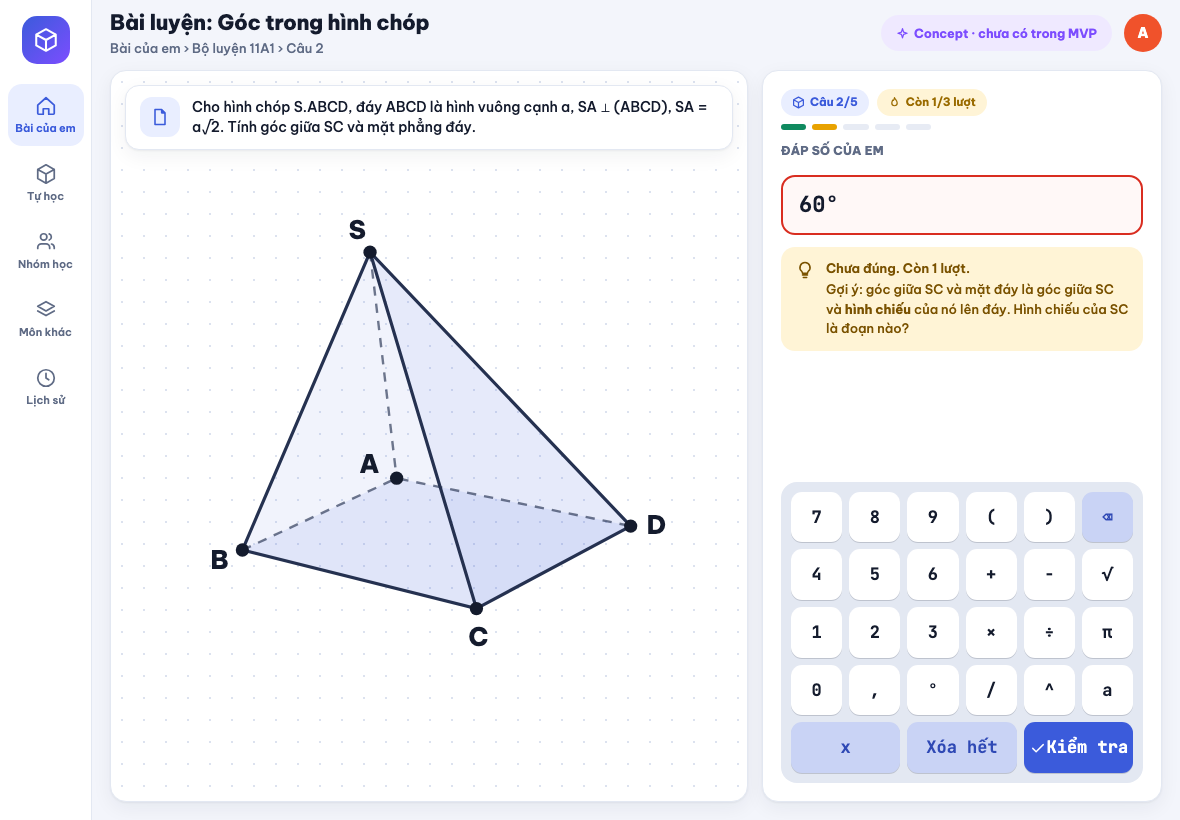 Bài luyện: Góc trong hình chóp
Bài của em › Bộ luyện 11A1 › Câu 2
Concept · chưa có trong MVP
A
Bài của em
Tự học
Nhóm học
Môn khác
Lịch sử
Cho hình chóp S.ABCD, đáy ABCD là hình vuông cạnh a, SA ⊥ (ABCD), SA =
a√2. Tính góc giữa SC và mặt phẳng đáy.
S
A
B
D
C
Câu 2/5
Còn 1/3 lượt
ĐÁP SỐ CỦA EM
60°
Chưa đúng. Còn 1 lượt.
Gợi ý: góc giữa SC và mặt đáy là góc giữa SC
và hình chiếu của nó lên đáy. Hình chiếu của SC
là đoạn nào?
7 8 9 ( ) ⌫
4 5 6 + - √
1 2 3 × ÷ π
0 , ° / ^ a
x Xóa hết Kiểm tra